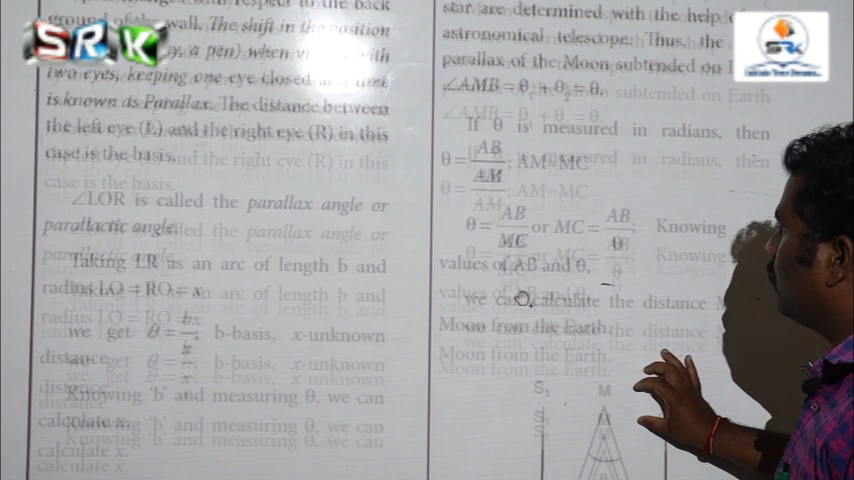 SRK
ground of the wall. The shift in the position
a pen) when with
two eyes, keeping one eye closed at a time
is known as Parallax. The distance between
the left eye (L) and the right eye (R) in this
case is the basis.
∠LOR is called the parallax angle or
parallactic angle.
Taking LR as an arc of length b and
radius LO = RO = x
we get θ = b/x; b-basis, x-unknown
distance
Knowing 'b' and measuring θ, we can
calculate x.
SRK
star are determined with the help
astronomical telescope. Thus, the
parallax of the Moon subtended on
∠AMB = θ1 + θ2 = θ.
If θ is measured in radians, then
θ = AB/AM; AM=MC
θ = AB/MC or MC = AB/θ; Knowing
values of AB and θ,
we can calculate the distance
Moon from the Earth.
S1 M